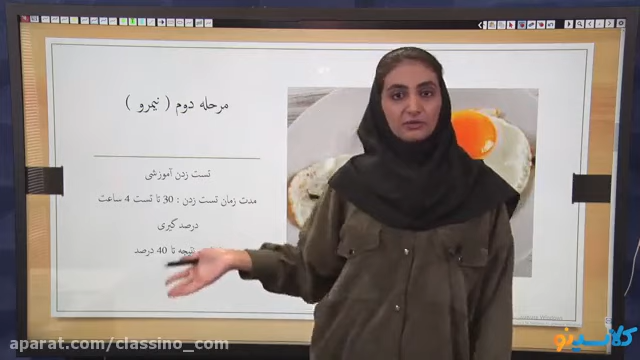 مرحله دوم ( نیمرو )
تست زدن آموزشی
مدت زمان تست زدن : 30 تا تست 4 ساعت
درصد گیری
نتیجه تا 40 درصد
aparat.com/classino_com
کلاسینو